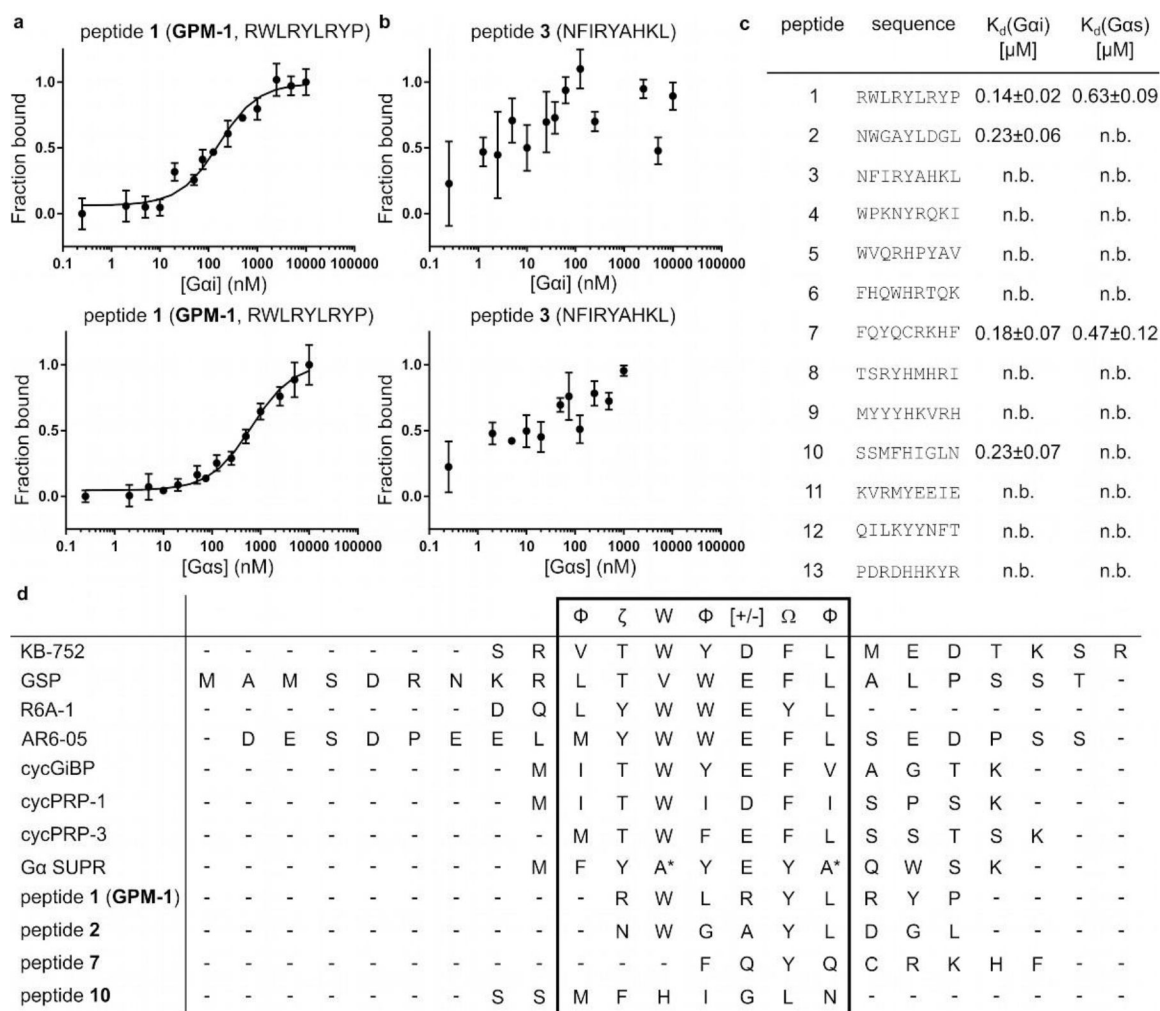 a
peptide 1 (GPM-1, RWLRYLRYP)
Fraction bound
1.0
0.5
0.0
0.1 1 10 100 1000 10000 100000
[Gαi] (nM)
peptide 1 (GPM-1, RWLRYLRYP)
Fraction bound
1.0
0.5
0.0
0.1 1 10 100 1000 10000 100000
[Gαs] (nM)
b
peptide 3 (NFIRYAHKL)
Fraction bound
1.0
0.5
0.0
0.1 1 10 100 1000 10000 100000
[Gαi] (nM)
peptide 3 (NFIRYAHKL)
Fraction bound
1.0
0.5
0.0
0.1 1 10 100 1000 10000 100000
[Gαs] (nM)
c
peptide sequence Kd(Gαi) [µM] Kd(Gαs) [µM]
1 RWLRYLRYP 0.14±0.02 0.63±0.09
2 NWGAYLDGL 0.23±0.06 n.b.
3 NFIRYAHKL n.b. n.b.
4 WPKNYRQKI n.b. n.b.
5 WVQRHPYAV n.b. n.b.
6 FHQWHRTQK n.b. n.b.
7 FQYQCRKHF 0.18±0.07 0.47±0.12
8 TSRYHMHRI n.b. n.b.
9 MYYYHKVRH n.b. n.b.
10 SSMFHIGLN 0.23±0.07 n.b.
11 KVRMYEEIE n.b. n.b.
12 QILKYYNFT n.b. n.b.
13 PDRDHHKYR n.b. n.b.
d
Φ ζ W Φ [+/-] Ω Φ
KB-752 - - - - - - - S R V T W Y D F L M E D T K S R
GSP M A M S D R N K R L T V W E F L A L P S S T -
R6A-1 - - - - - - - D Q L Y W W E Y L - - - - - - -
AR6-05 - D E S D P E E L M Y W W E F L S E D P S S -
cycGiBP - - - - - - - - M I T W Y E F V A G T K - - -
cycPRP-1 - - - - - - - - M I T W I D F I S P S K - - -
cycPRP-3 - - - - - - - - - M T W F E F L S S T S K - -
Gα SUPR - - - - - - - - M F Y A* Y E Y A* Q W S K - - -
peptide 1 (GPM-1) - - - - - - - - - - R W L R Y L R Y P - - - -
peptide 2 - - - - - - - - - - N W G A Y L D G L - - - -
peptide 7 - - - - - - - - - - - - F Q Y Q C R K H F - -
peptide 10 - - - - - - - S S M F H I G L N - - - - - - -